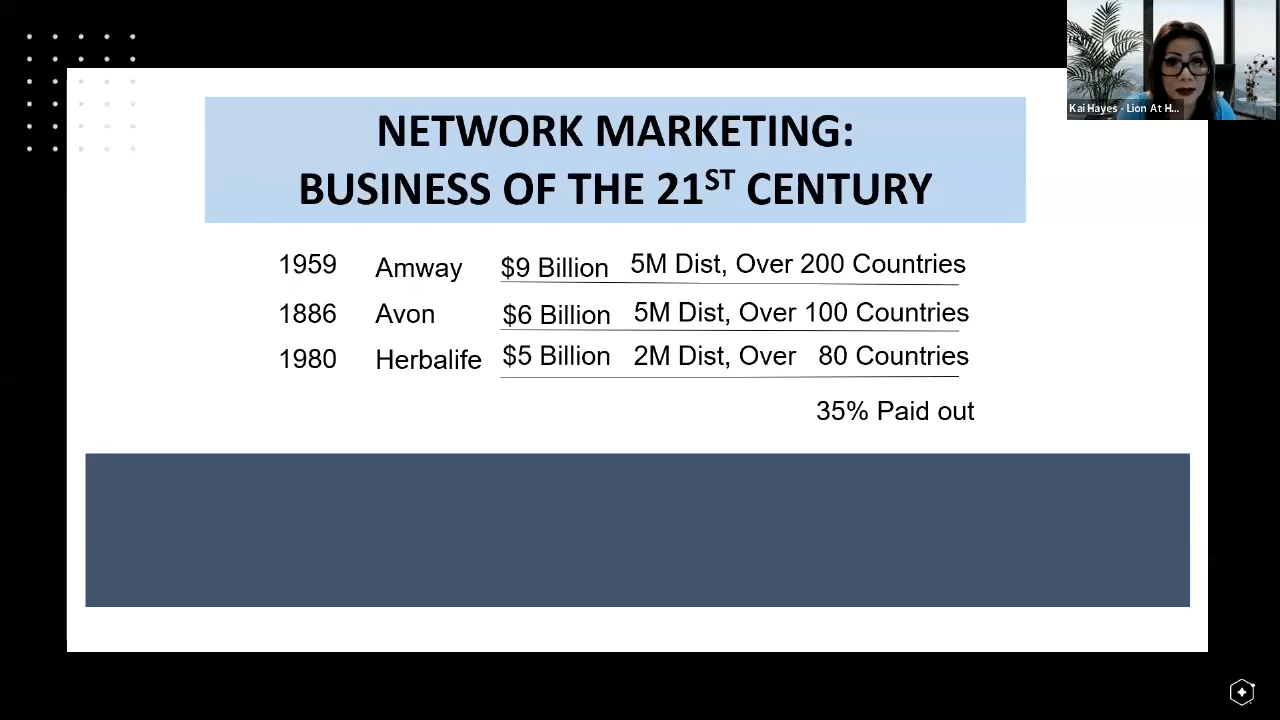 Kai Hayes - Lion At H...
NETWORK MARKETING:
BUSINESS OF THE 21ST CENTURY
1959 Amway $9 Billion 5M Dist, Over 200 Countries
1886 Avon $6 Billion 5M Dist, Over 100 Countries
1980 Herbalife $5 Billion 2M Dist, Over 80 Countries
35% Paid out